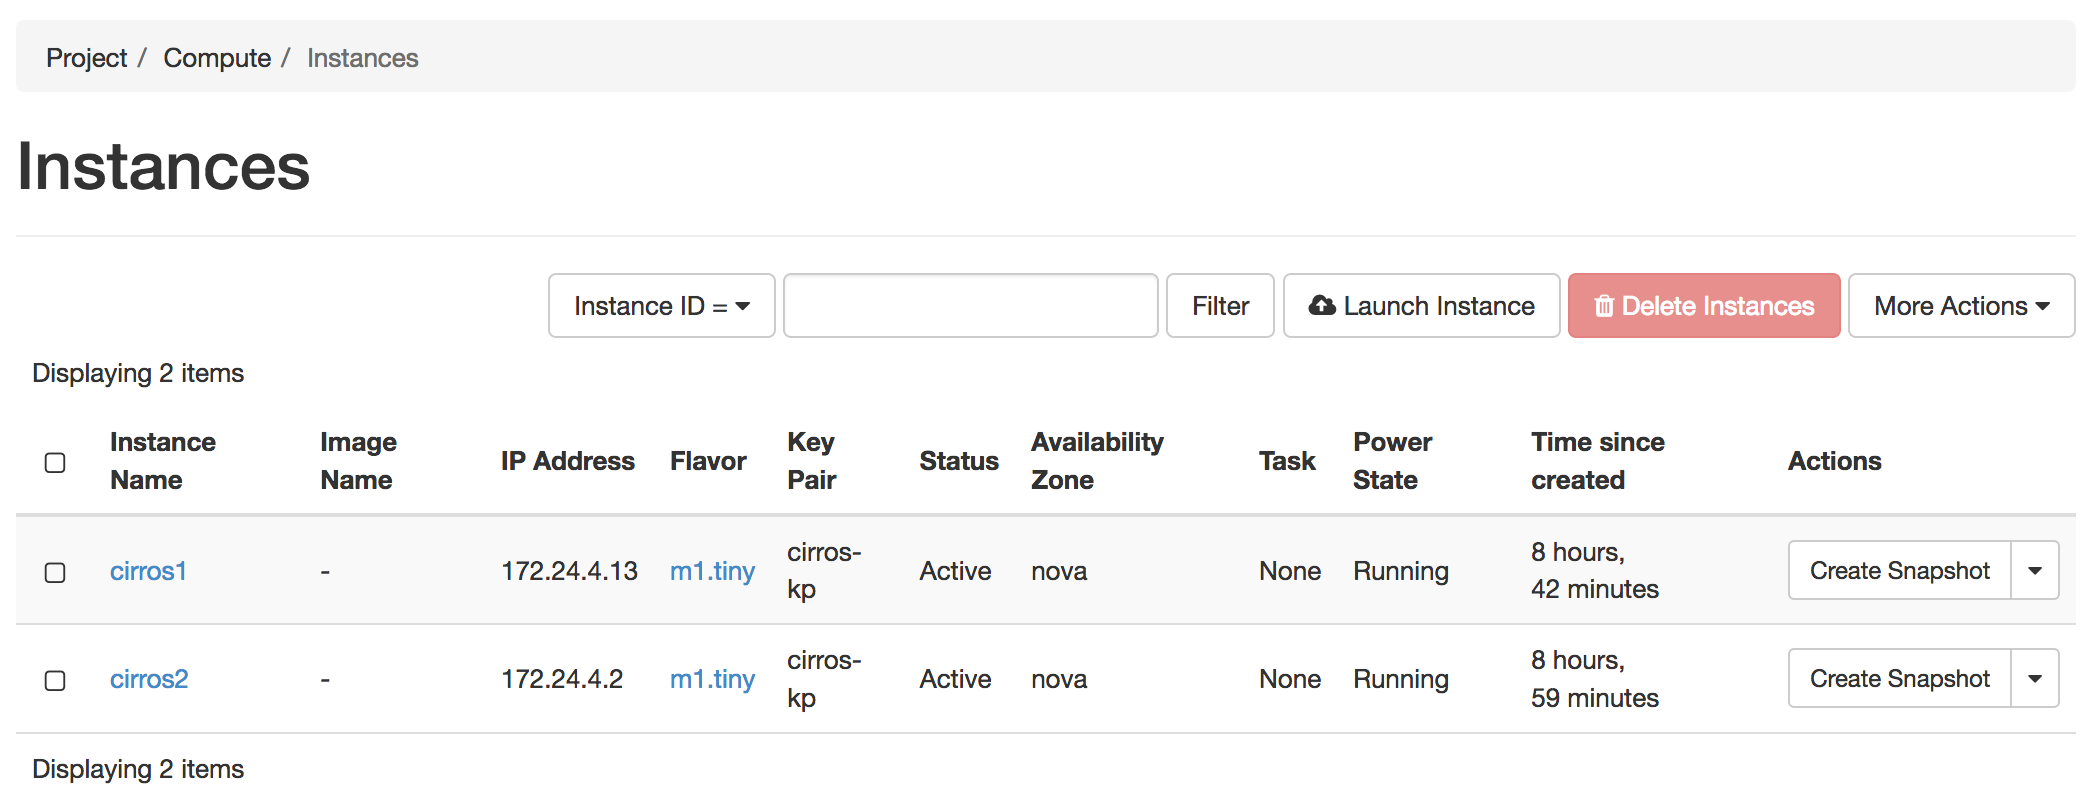 Project / Compute / Instances
Instances
Instance ID = Filter Launch Instance Delete Instances More Actions
Displaying 2 items
Instance Name Image Name IP Address Flavor Key Pair Status Availability Zone Task Power State Time since created Actions
cirros1 - 172.24.4.13 m1.tiny cirros-kp Active nova None Running 8 hours, 42 minutes Create Snapshot
cirros2 - 172.24.4.2 m1.tiny cirros-kp Active nova None Running 8 hours, 59 minutes Create Snapshot
Displaying 2 items